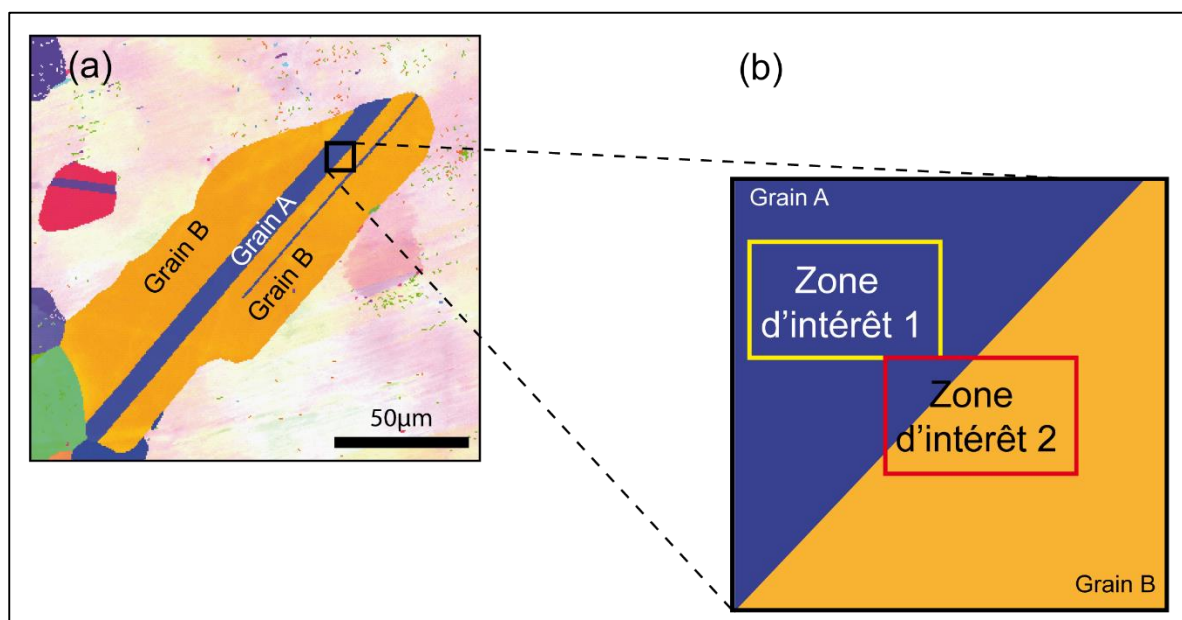 (a)
Grain B
Grain A
Grain B
50µm
(b)
Grain A
Zone
d'intérêt 1
Zone
d'intérêt 2
Grain B